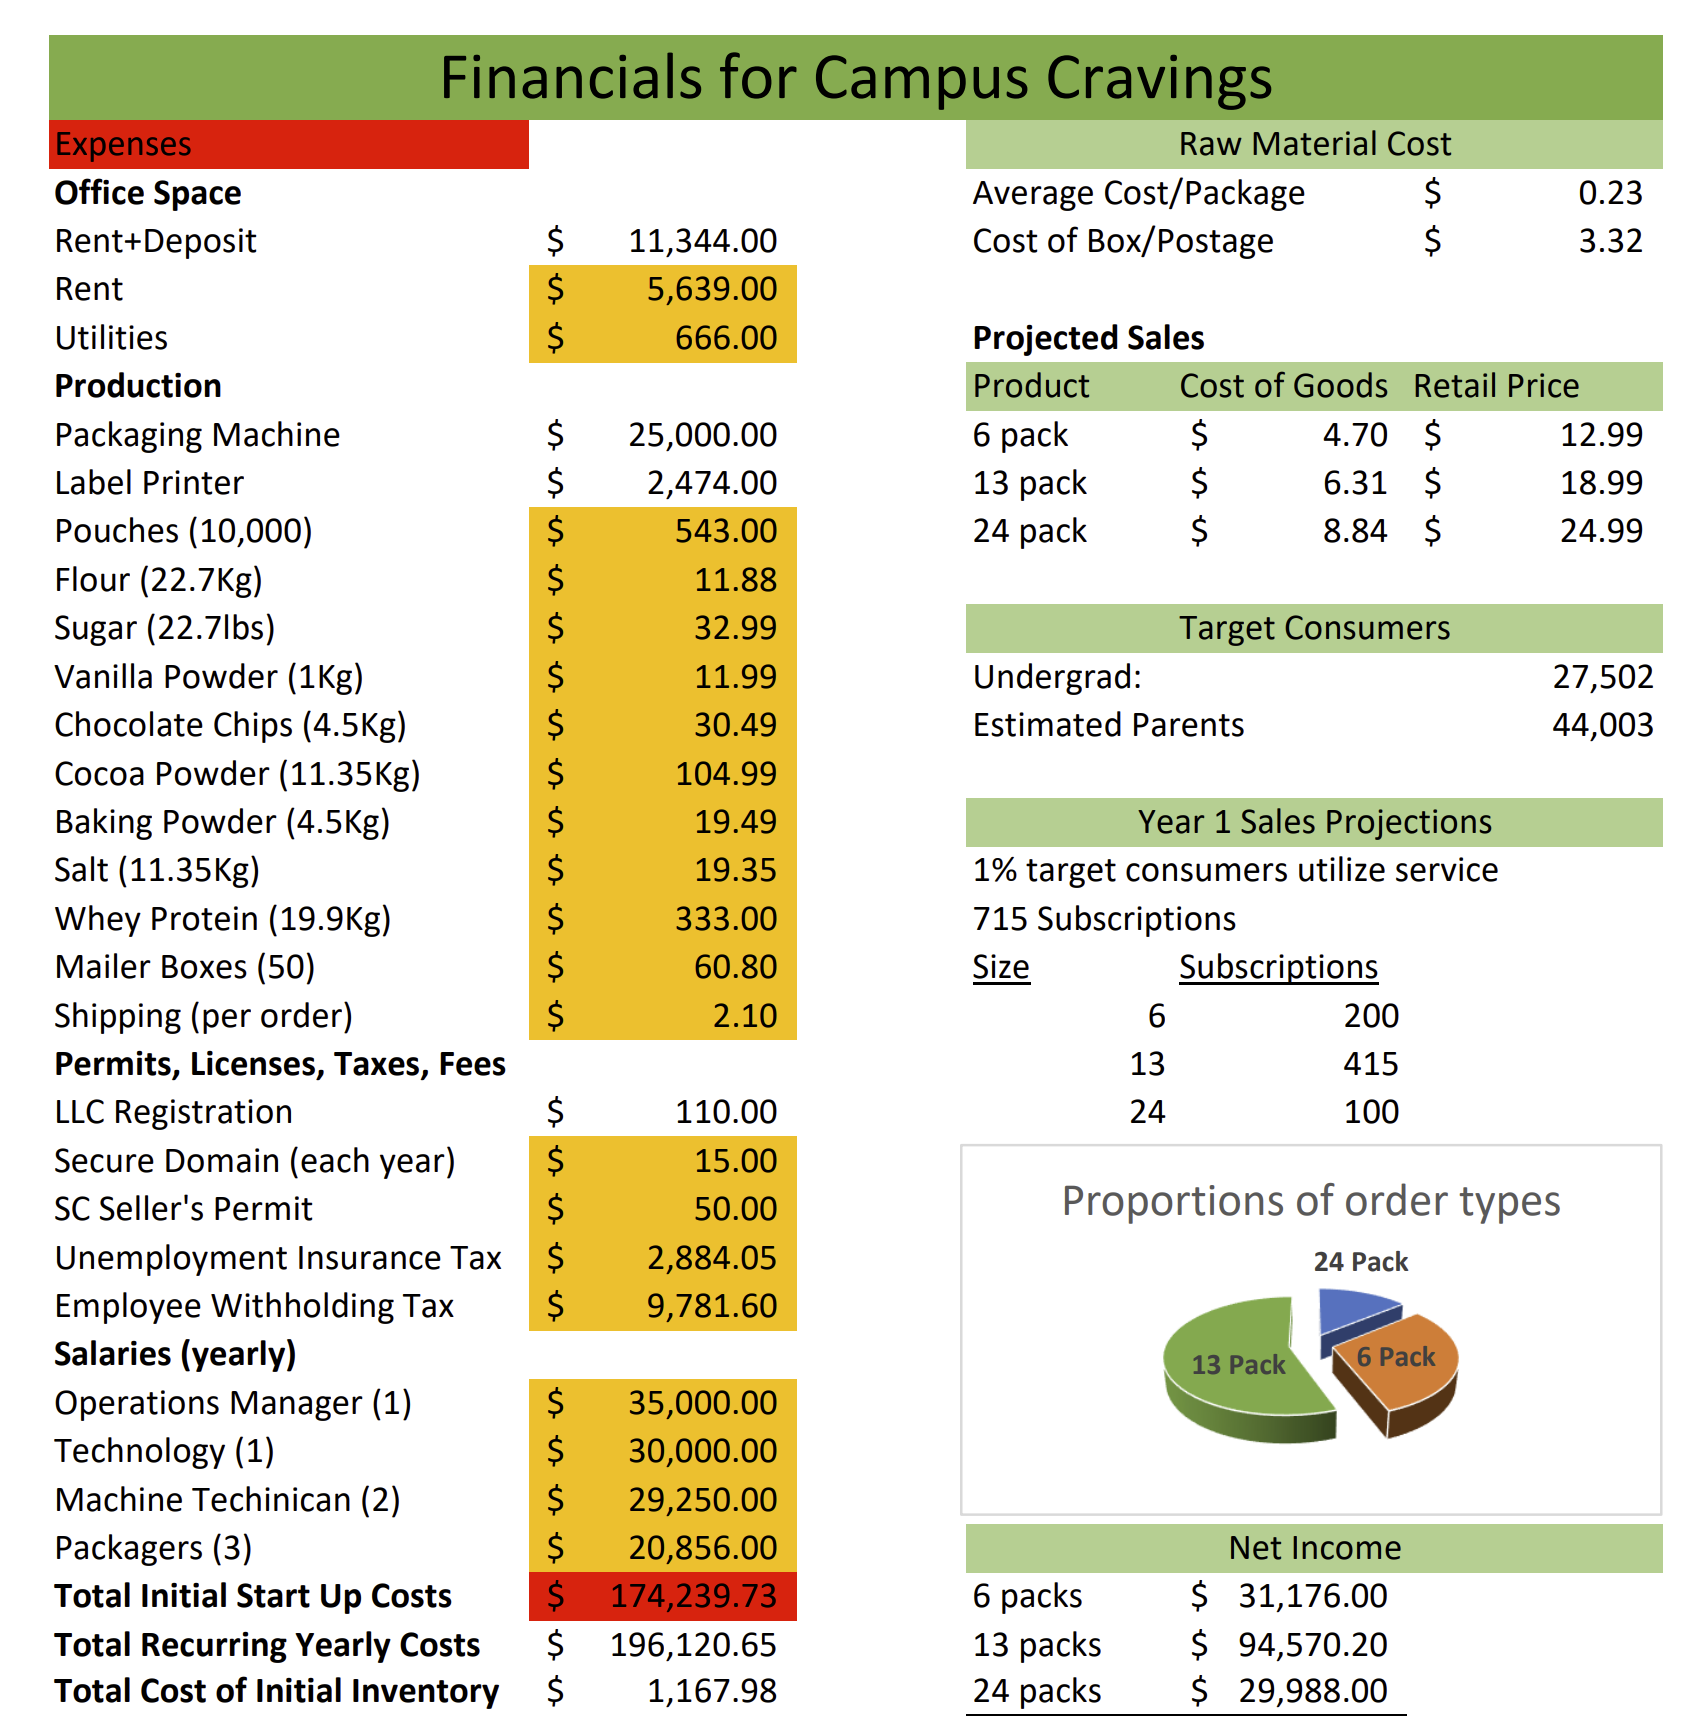 Financials for Campus Cravings
Expenses
Office Space
Rent+Deposit $ 11,344.00
Rent $ 5,639.00
Utilities $ 666.00
Production
Packaging Machine $ 25,000.00
Label Printer $ 2,474.00
Pouches (10,000) $ 543.00
Flour (22.7Kg) $ 11.88
Sugar (22.7lbs) $ 32.99
Vanilla Powder (1Kg) $ 11.99
Chocolate Chips (4.5Kg) $ 30.49
Cocoa Powder (11.35Kg) $ 104.99
Baking Powder (4.5Kg) $ 19.49
Salt (11.35Kg) $ 19.35
Whey Protein (19.9Kg) $ 333.00
Mailer Boxes (50) $ 60.80
Shipping (per order) $ 2.10
Permits, Licenses, Taxes, Fees
LLC Registration $ 110.00
Secure Domain (each year) $ 15.00
SC Seller's Permit $ 50.00
Unemployment Insurance Tax $ 2,884.05
Employee Withholding Tax $ 9,781.60
Salaries (yearly)
Operations Manager (1) $ 35,000.00
Technology (1) $ 30,000.00
Machine Techinican (2) $ 29,250.00
Packagers (3) $ 20,856.00
Total Initial Start Up Costs $ 174,239.73
Total Recurring Yearly Costs $ 196,120.65
Total Cost of Initial Inventory $ 1,167.98
Raw Material Cost
Average Cost/Package $ 0.23
Cost of Box/Postage $ 3.32
Projected Sales
Product Cost of Goods Retail Price
6 pack $ 4.70 $ 12.99
13 pack $ 6.31 $ 18.99
24 pack $ 8.84 $ 24.99
Target Consumers
Undergrad: 27,502
Estimated Parents 44,003
Year 1 Sales Projections
1% target consumers utilize service
715 Subscriptions
Size Subscriptions
6 200
13 415
24 100
Proportions of order types
24 Pack
13 Pack
6 Pack
Net Income
6 packs $ 31,176.00
13 packs $ 94,570.20
24 packs $ 29,988.00